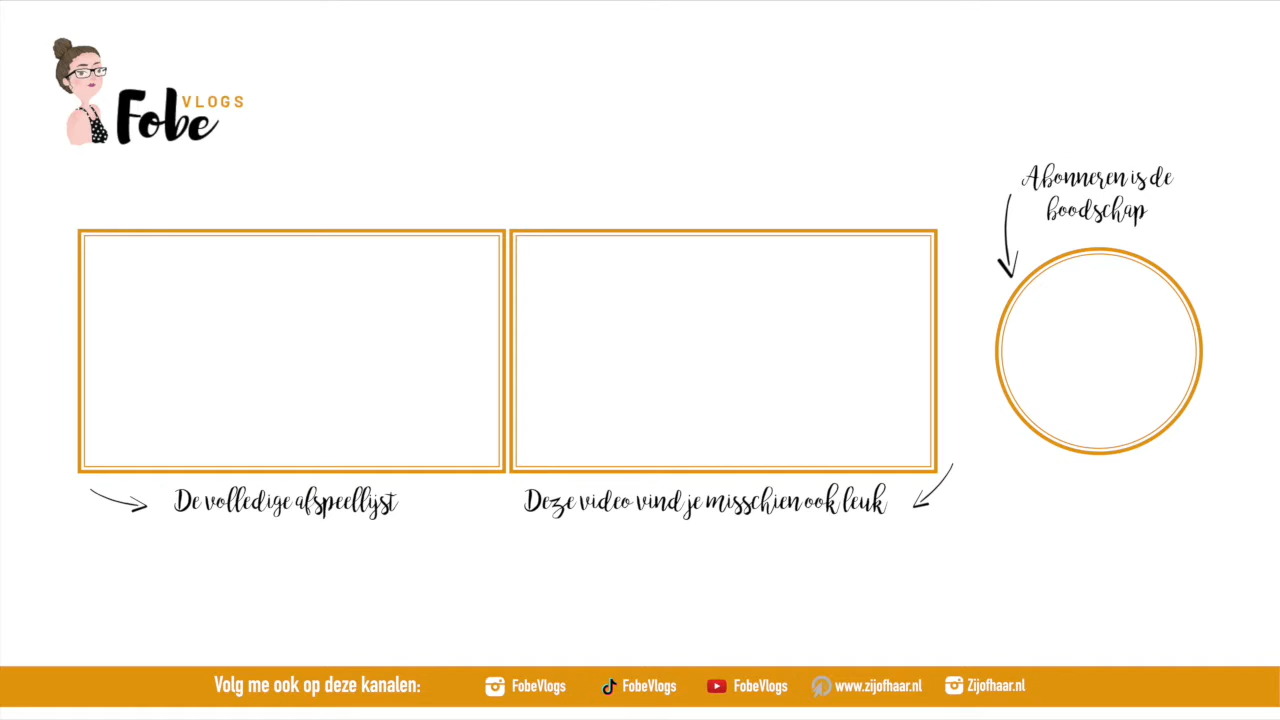 VLOGS
Fobe
Abonneren is de
boodschap
De volledige afspeellijst
Deze video vind je misschien ook leuk
Volg me ook op deze kanalen:
FobeVlogs
FobeVlogs
FobeVlogs
www.zijofhaar.nl
Zijofhaar.nl